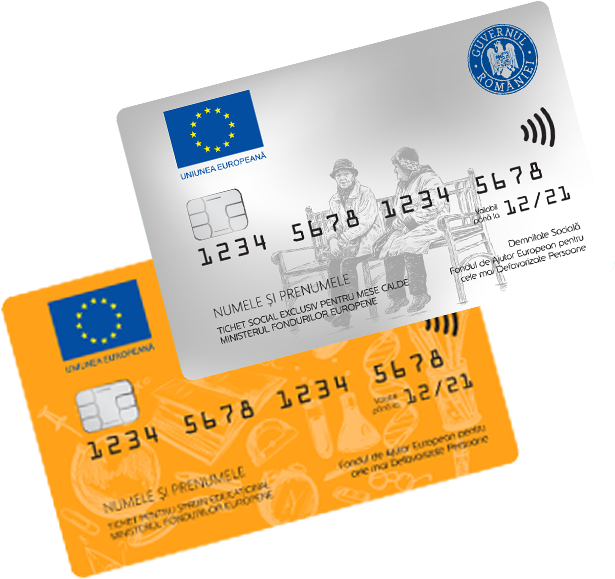 GUVERNUL ROMÂNIEI
UNIUNEA EUROPEANĂ
1234 5678 1234 5678
Valabil
până la 12/21
Demnitate Socială
Fondul de Ajutor European pentru
cele mai Defavorizate Persoane
NUMELE ȘI PRENUMELE
TICHET SOCIAL EXCLUSIV PENTRU MESE CALDE
MINISTERUL FONDURILOR EUROPENE
UNIUNEA EUROPEANĂ
1234 5678 1234 5678
Valabil
până la 12/21
Fondul de Ajutor European pentru
cele mai Defavorizate Persoane
NUMELE ȘI PRENUMELE
TICHET PENTRU SPRIJIN EDUCAȚIONAL
MINISTERUL FONDURILOR EUROPENE